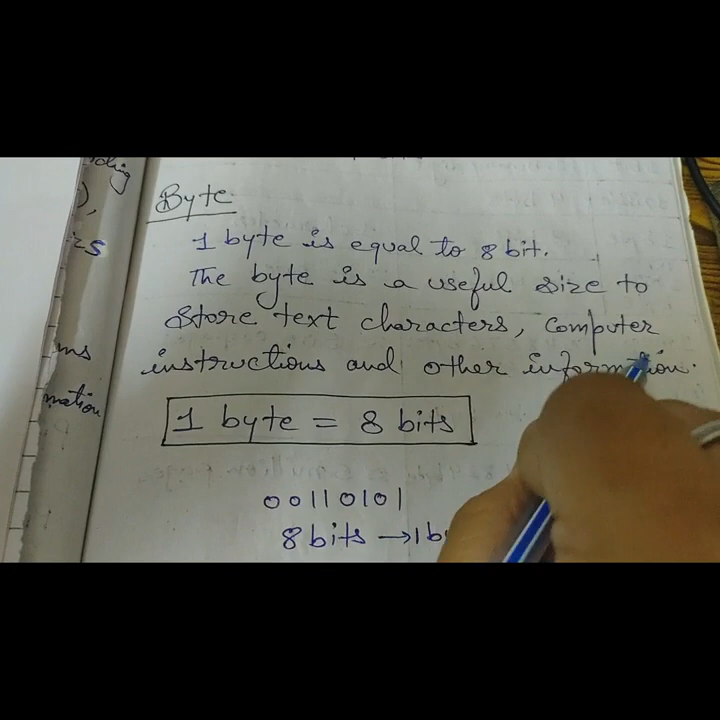 Byte
1 byte is equal to 8 bit.
The byte is a useful size to
store text characters, computer
instructions and other information.
1 byte = 8 bits
00110101
8 bits → 1 b